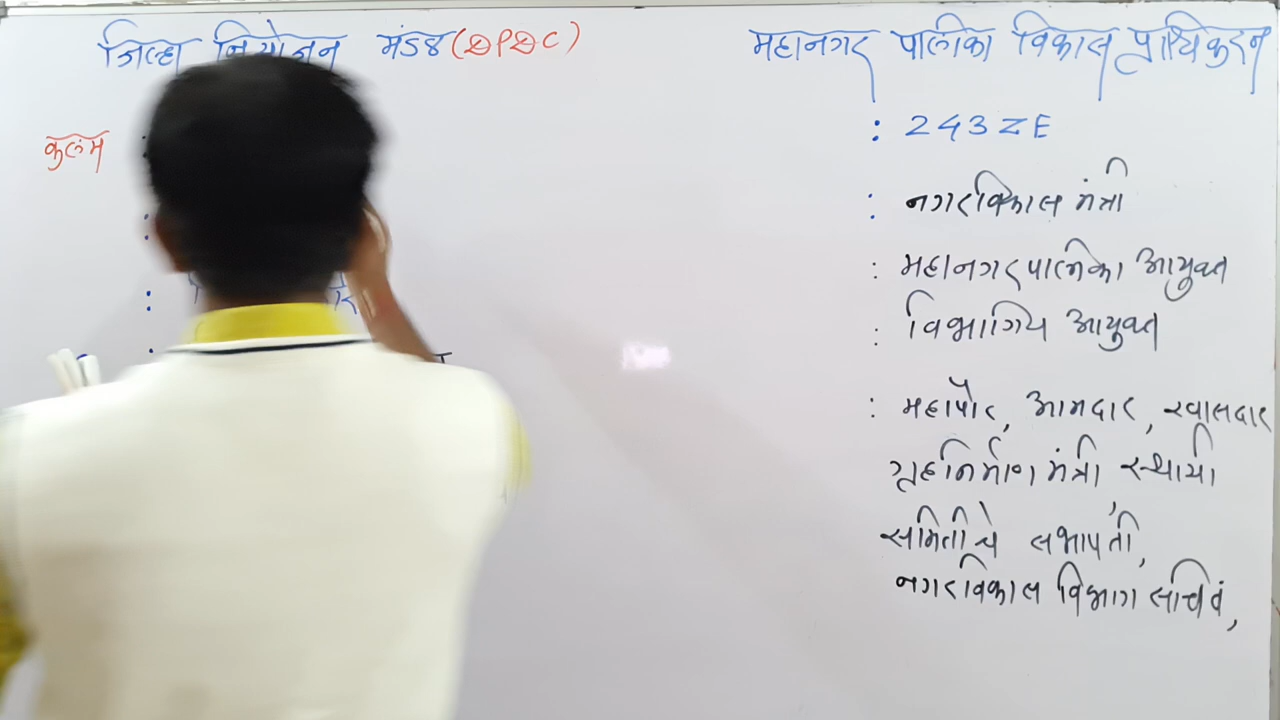 जिल्हा नियोजन मंडळ (DPDC)
कलम :
महानगर पालिका विकास प्राधिकरन
: 243ZE
: नगरविकास मंत्री
: महानगरपालिका आयुक्त
: विभागिय आयुक्त
: महापौर, आमदार, खासदार
गृहनिर्माण मंत्री, स्थायी
समितीचे सभापती,
नगरविकास विभाग सचिव,